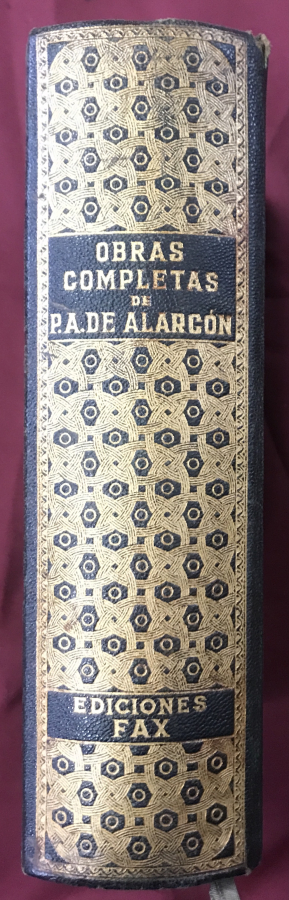 OBRAS
COMPLETAS
DE
P.A. DE ALARCÓN
EDICIONES
FAX